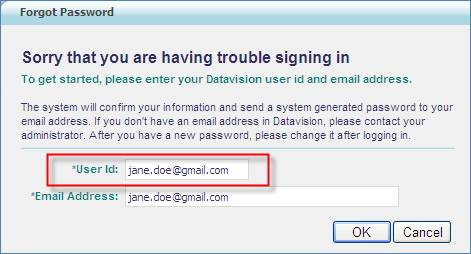 Forgot Password
Sorry that you are having trouble signing in
To get started, please enter your Datavision user id and email address.
The system will confirm your information and send a system generated password to your
email address. If you don't have an email address in Datavision, please contact your
administrator. After you have a new password, please change it after logging in.
*User Id: jane.doe@gmail.com
*Email Address: jane.doe@gmail.com
OK Cancel